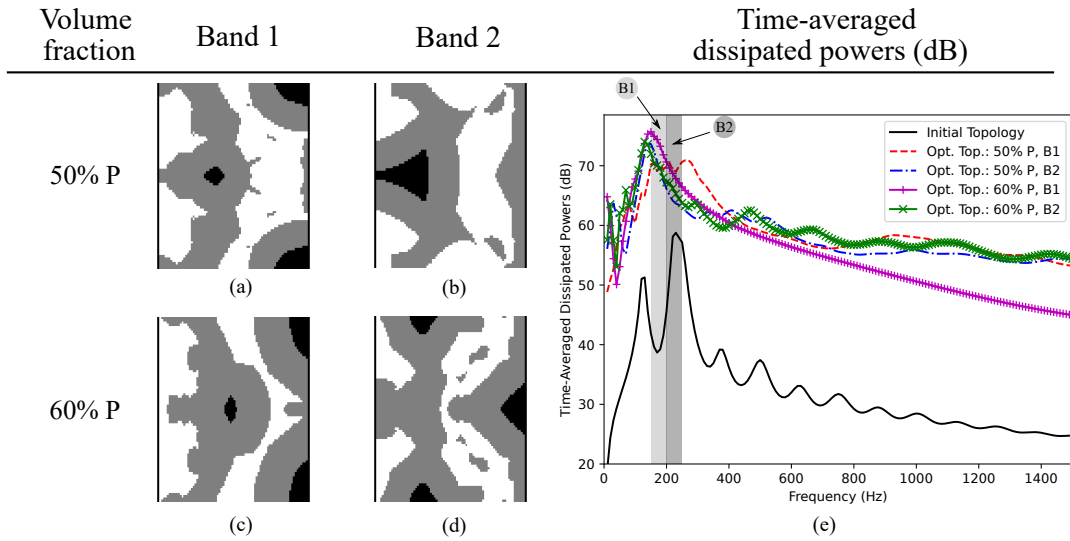 Volume
fraction
Band 1
Band 2
Time-averaged
dissipated powers (dB)
50% P
(a)
(b)
60% P
(c)
(d)
B1
B2
Initial Topology
Opt. Top.: 50% P, B1
Opt. Top.: 50% P, B2
Opt. Top.: 60% P, B1
Opt. Top.: 60% P, B2
Time-Averaged Dissipated Powers (dB)
70
60
50
40
30
20
0
200
400
600
800
1000
1200
1400
Frequency (Hz)
(e)